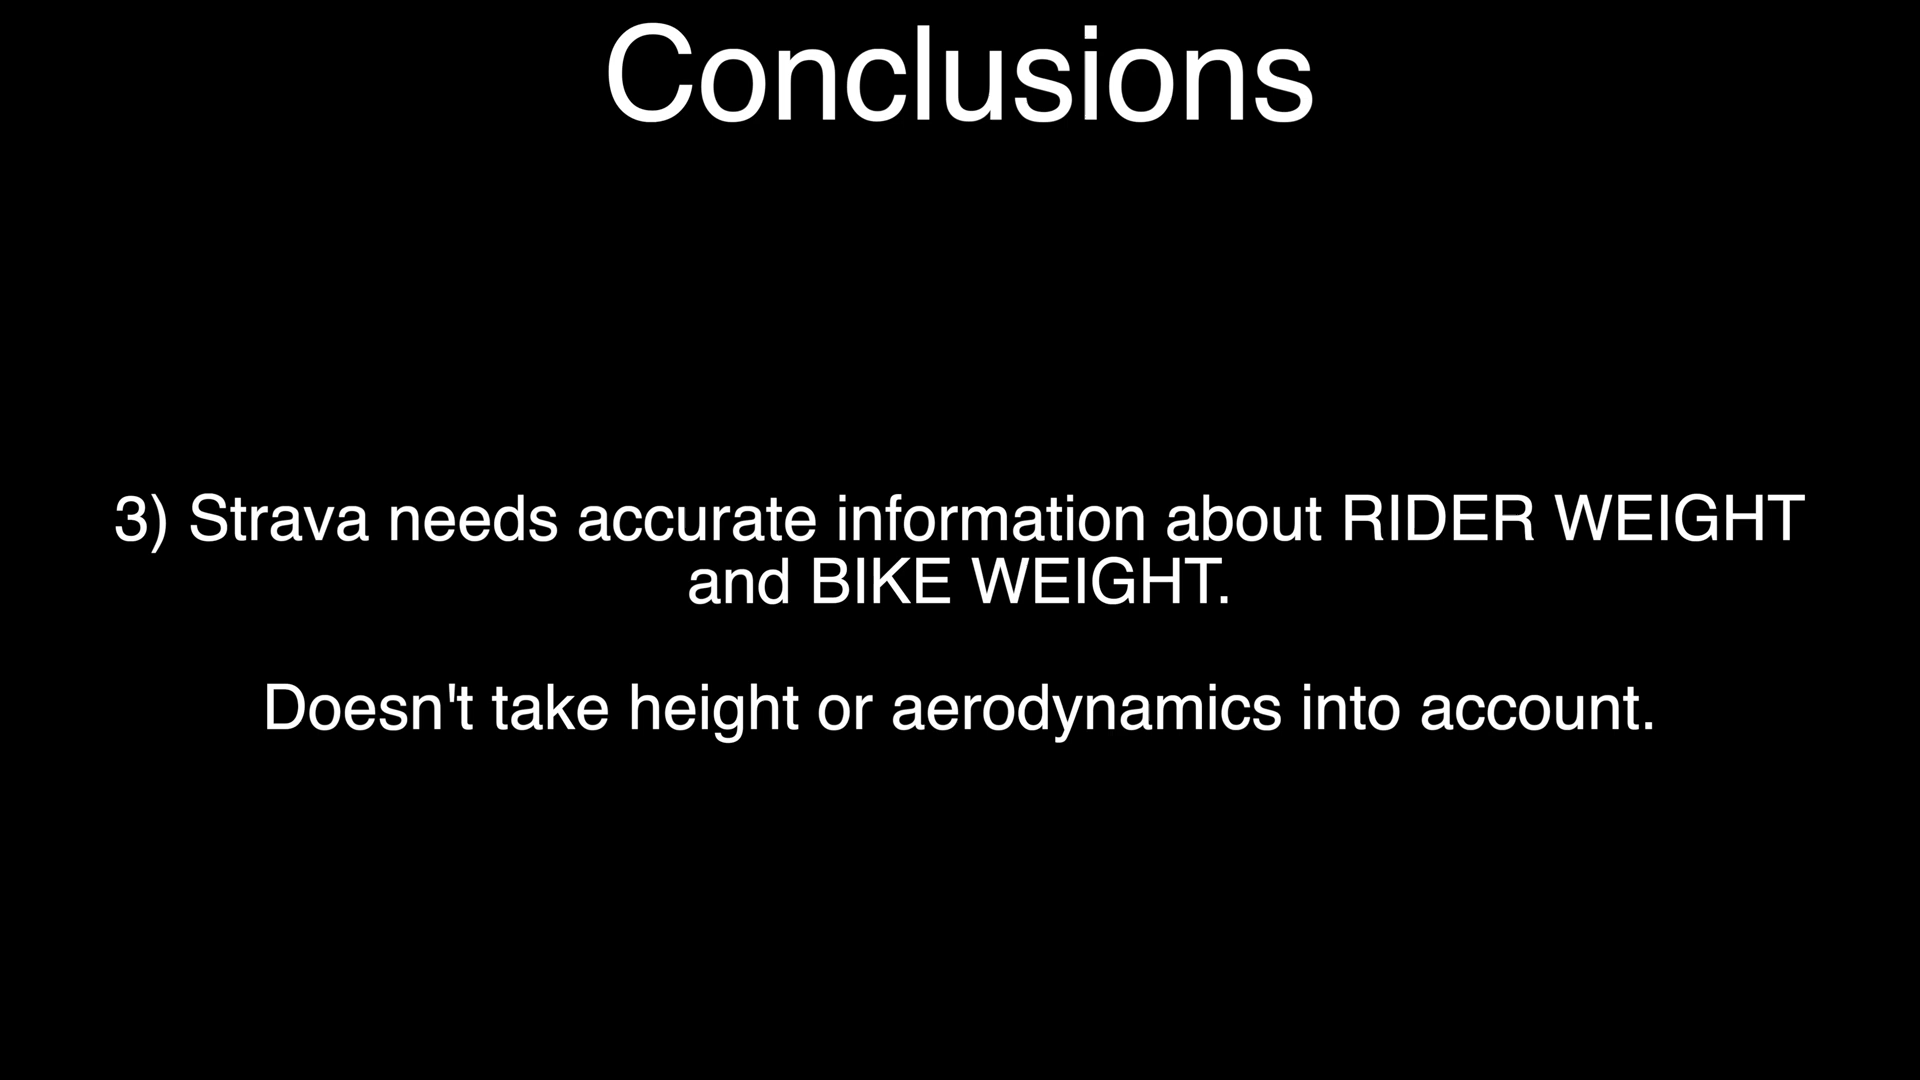 Conclusions
3) Strava needs accurate information about RIDER WEIGHT
and BIKE WEIGHT.
Doesn't take height or aerodynamics into account.